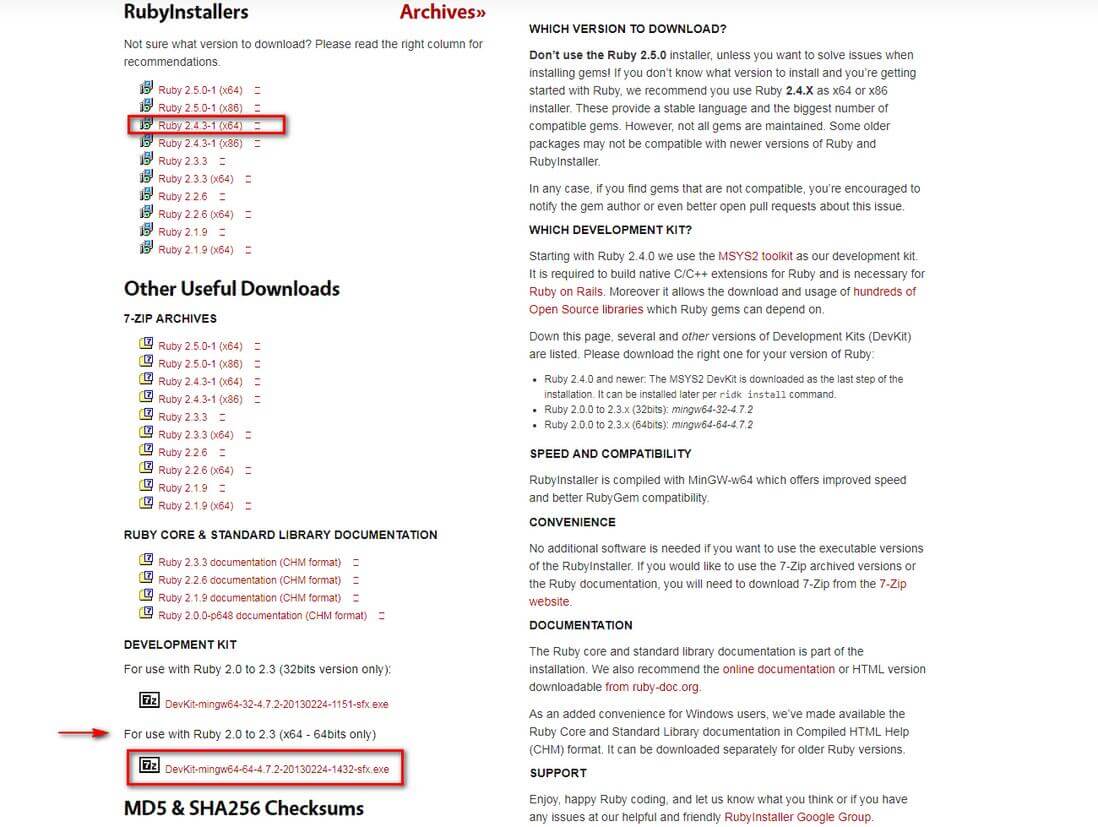 RubyInstallers
Archives»
Not sure what version to download? Please read the right column for
recommendations.
Ruby 2.5.0-1 (x64)
Ruby 2.5.0-1 (x86)
Ruby 2.4.3-1 (x64)
Ruby 2.4.3-1 (x86)
Ruby 2.3.3
Ruby 2.3.3 (x64)
Ruby 2.2.6
Ruby 2.2.6 (x64)
Ruby 2.1.9
Ruby 2.1.9 (x64)
Other Useful Downloads
7-ZIP ARCHIVES
Ruby 2.5.0-1 (x64)
Ruby 2.5.0-1 (x86)
Ruby 2.4.3-1 (x64)
Ruby 2.4.3-1 (x86)
Ruby 2.3.3
Ruby 2.3.3 (x64)
Ruby 2.2.6
Ruby 2.2.6 (x64)
Ruby 2.1.9
Ruby 2.1.9 (x64)
RUBY CORE & STANDARD LIBRARY DOCUMENTATION
Ruby 2.3.3 documentation (CHM format)
Ruby 2.2.6 documentation (CHM format)
Ruby 2.1.9 documentation (CHM format)
Ruby 2.0.0-p648 documentation (CHM format)
DEVELOPMENT KIT
For use with Ruby 2.0 to 2.3 (32bits version only):
7z DevKit-mingw64-32-4.7.2-20130224-1151-sfx.exe
For use with Ruby 2.0 to 2.3 (x64 - 64bits only)
7z DevKit-mingw64-64-4.7.2-20130224-1432-sfx.exe
MD5 & SHA256 Checksums
WHICH VERSION TO DOWNLOAD?
Don't use the Ruby 2.5.0 installer, unless you want to solve issues when
installing gems! If you don't know what version to install and you're getting
started with Ruby, we recommend you use Ruby 2.4.X as x64 or x86
installer. These provide a stable language and the biggest number of
compatible gems. However, not all gems are maintained. Some older
packages may not be compatible with newer versions of Ruby and
RubyInstaller.
In any case, if you find gems that are not compatible, you're encouraged to
notify the gem author or even better open pull requests about this issue.
WHICH DEVELOPMENT KIT?
Starting with Ruby 2.4.0 we use the MSYS2 toolkit as our development kit.
It is required to build native C/C++ extensions for Ruby and is necessary for
Ruby on Rails. Moreover it allows the download and usage of hundreds of
Open Source libraries which Ruby gems can depend on.
Down this page, several and other versions of Development Kits (DevKit)
are listed. Please download the right one for your version of Ruby:
• Ruby 2.4.0 and newer: The MSYS2 DevKit is downloaded as the last step of the
installation. It can be installed later per ridk install command.
• Ruby 2.0.0 to 2.3.x (32bits): mingw64-32-4.7.2
• Ruby 2.0.0 to 2.3.x (64bits): mingw64-64-4.7.2
SPEED AND COMPATIBILITY
RubyInstaller is compiled with MinGW-w64 which offers improved speed
and better RubyGem compatibility.
CONVENIENCE
No additional software is needed if you want to use the executable versions
of the RubyInstaller. If you would like to use the 7-Zip archived versions or
the Ruby documentation, you will need to download 7-Zip from the 7-Zip
website.
DOCUMENTATION
The Ruby core and standard library documentation is part of the
installation. We also recommend the online documentation or HTML version
downloadable from ruby-doc.org.
As an added convenience for Windows users, we've made available the
Ruby Core and Standard Library documentation in Compiled HTML Help
(CHM) format. It can be downloaded separately for older Ruby versions.
SUPPORT
Enjoy, happy Ruby coding, and let us know what you think or if you have
any issues at our helpful and friendly RubyInstaller Google Group.